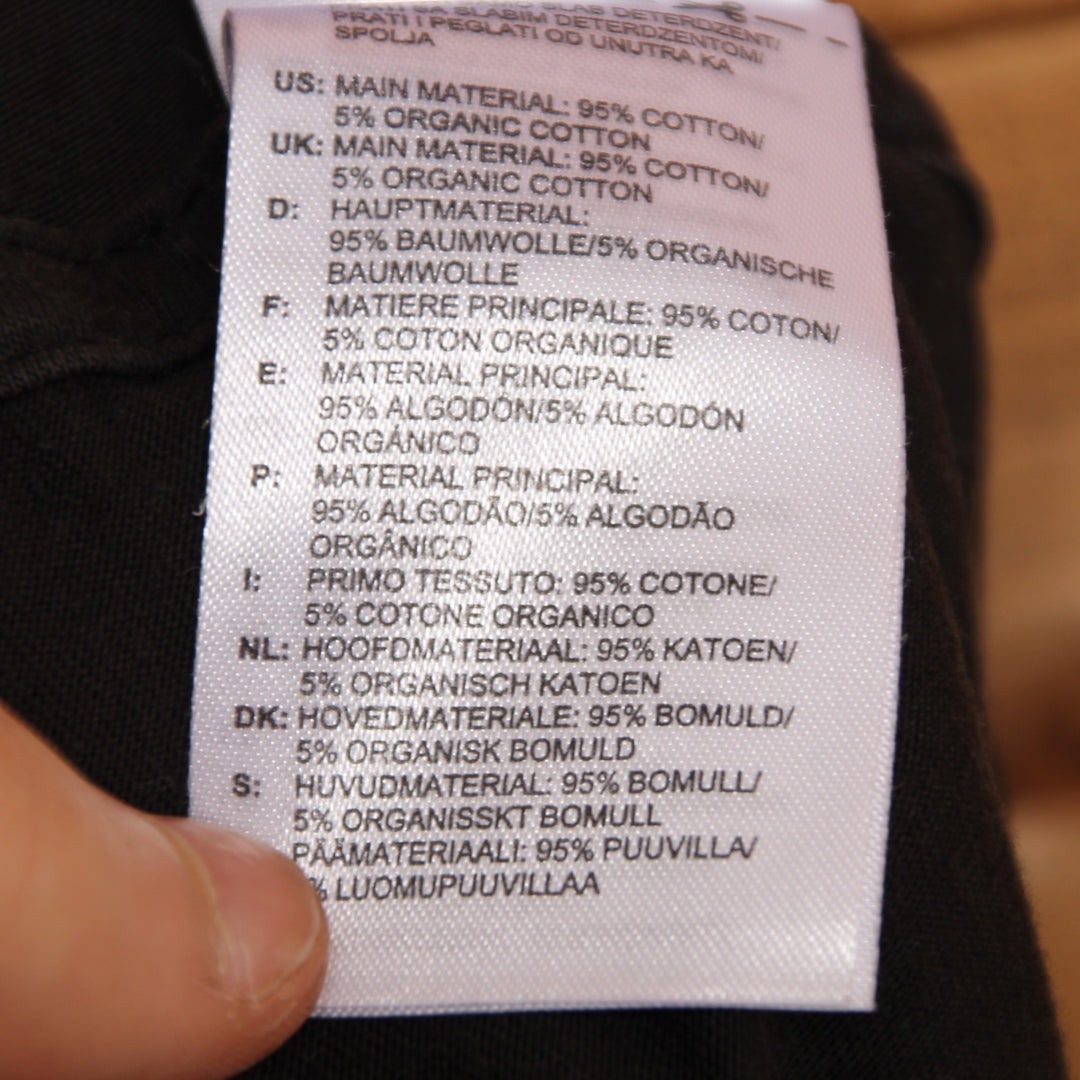 SLAB DETERDZENT/
SLABIM DETERDZENTOM/
PRATI I PEGLATI OD UNUTRA KA
SPOLJA
US: MAIN MATERIAL: 95% COTTON/
5% ORGANIC COTTON
UK: MAIN MATERIAL: 95% COTTON/
5% ORGANIC COTTON
D: HAUPTMATERIAL:
95% BAUMWOLLE/5% ORGANISCHE
BAUMWOLLE
F: MATIERE PRINCIPALE: 95% COTON/
5% COTON ORGANIQUE
E: MATERIAL PRINCIPAL:
95% ALGODÓN/5% ALGODÓN
ORGÁNICO
P: MATERIAL PRINCIPAL:
95% ALGODÃO/5% ALGODÃO
ORGÂNICO
I: PRIMO TESSUTO: 95% COTONE/
5% COTONE ORGANICO
NL: HOOFDMATERIAAL: 95% KATOEN/
5% ORGANISCH KATOEN
DK: HOVEDMATERIALE: 95% BOMULD/
5% ORGANISK BOMULD
S: HUVUDMATERIAL: 95% BOMULL/
5% ORGANISSKT BOMULL
PÄÄMATERIAALI: 95% PUUVILLA/
% LUOMUPUUVILLAA